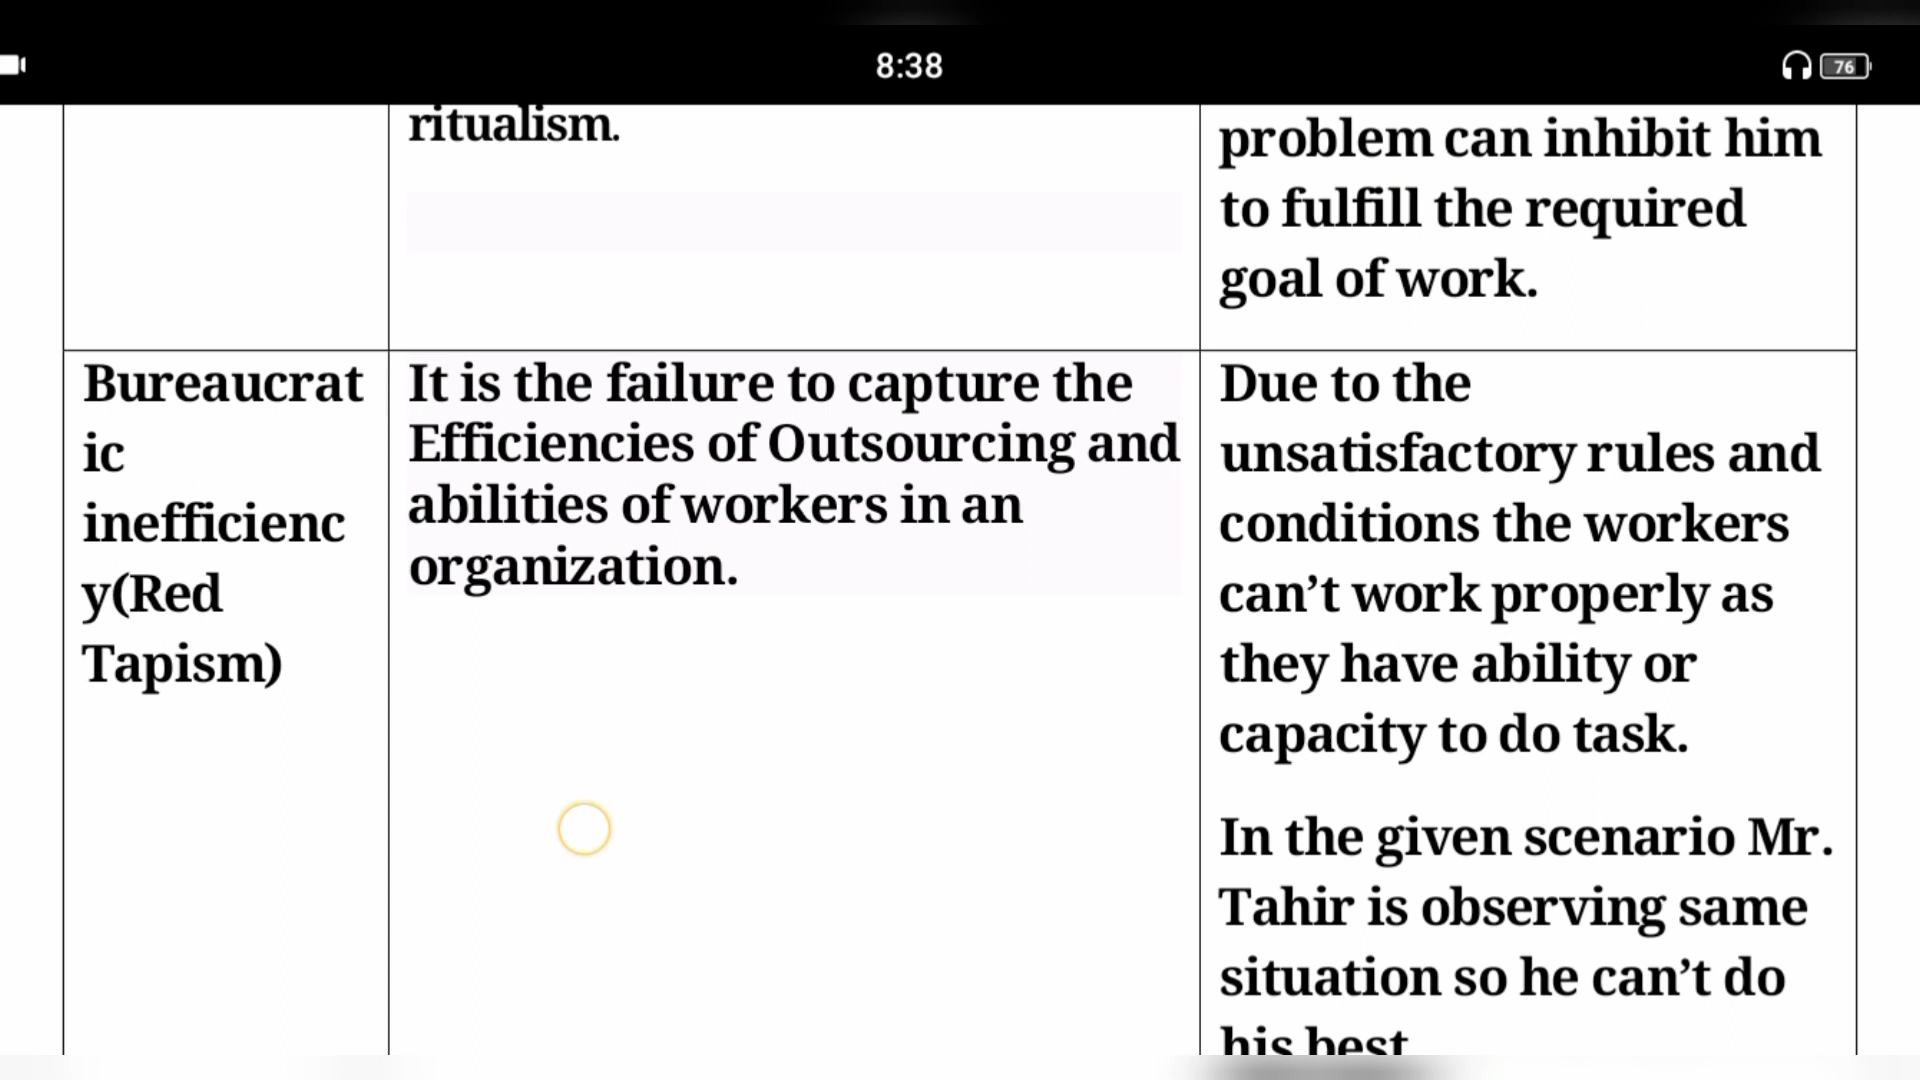 8:38
76
ritualism.
problem can inhibit him
to fulfill the required
goal of work.
Bureaucrat
ic
inefficienc
y(Red
Tapism)
It is the failure to capture the
Efficiencies of Outsourcing and
abilities of workers in an
organization.
Due to the
unsatisfactory rules and
conditions the workers
can’t work properly as
they have ability or
capacity to do task.
In the given scenario Mr.
Tahir is observing same
situation so he can’t do
his best